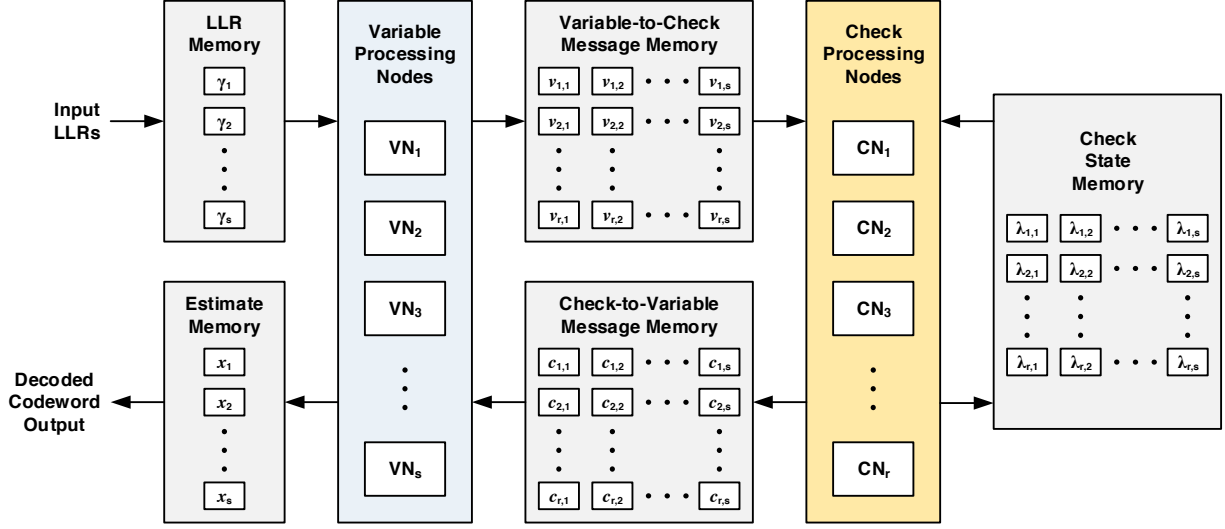 Input
LLRs
LLR
Memory
γ1
γ2
γs
Variable
Processing
Nodes
VN1
VN2
VN3
VNs
Variable-to-Check
Message Memory
v1,1 v1,2 • • • v1,s
v2,1 v2,2 • • • v2,s
vr,1 vr,2 • • • vr,s
Check
Processing
Nodes
CN1
CN2
CN3
CNr
Check
State
Memory
λ1,1 λ1,2 • • • λ1,s
λ2,1 λ2,2 • • • λ2,s
λr,1 λr,2 • • • λr,s
Estimate
Memory
x1
x2
xs
Check-to-Variable
Message Memory
c1,1 c1,2 • • • c1,s
c2,1 c2,2 • • • c2,s
cr,1 cr,2 • • • cr,s
Decoded
Codeword
Output